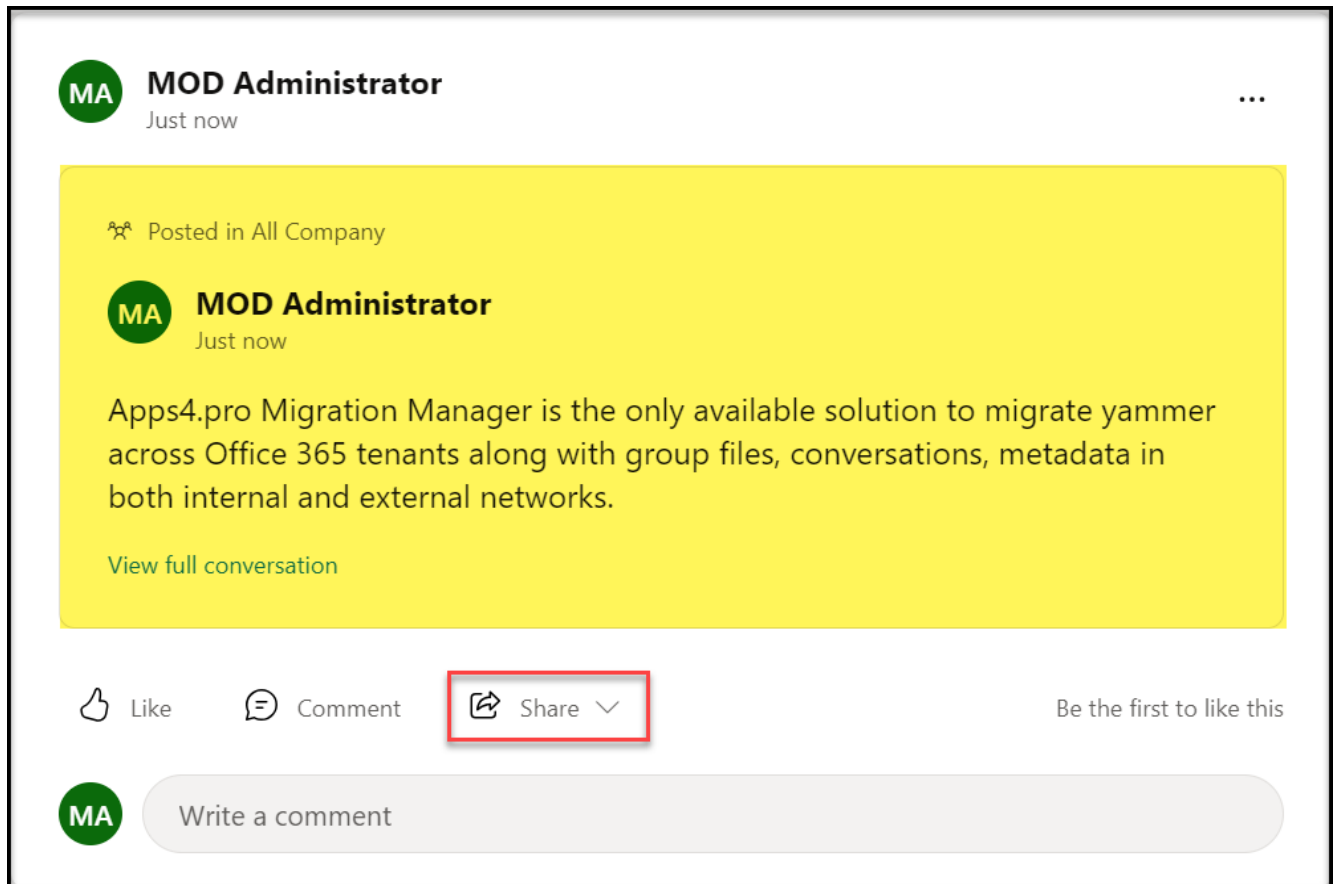 MA
MOD Administrator
Just now
Posted in All Company
MA
MOD Administrator
Just now
Apps4.pro Migration Manager is the only available solution to migrate yammer
across Office 365 tenants along with group files, conversations, metadata in
both internal and external networks.
View full conversation
Like Comment Share Be the first to like this
MA Write a comment